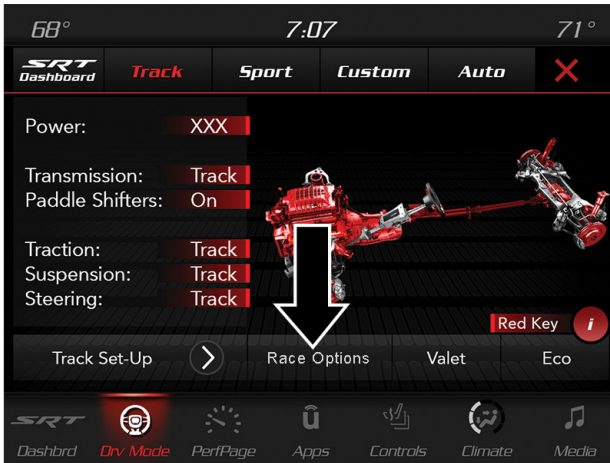 68° 7:07 71°
SRT Dashboard Track Sport Custom Auto
Power: XXX
Transmission: Track
Paddle Shifters: On
Traction: Track
Suspension: Track
Steering: Track
Red Key i
Track Set-Up Race Options Valet Eco
SRT û
Dashbrd Drv Mode PerfPage Apps Controls Climate Media